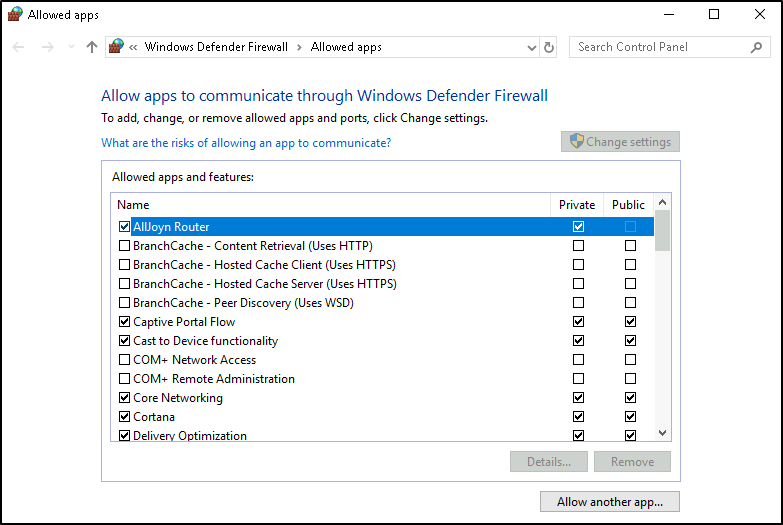 Allowed apps
« Windows Defender Firewall > Allowed apps
Search Control Panel
Allow apps to communicate through Windows Defender Firewall
To add, change, or remove allowed apps and ports, click Change settings.
What are the risks of allowing an app to communicate?
Change settings
Allowed apps and features:
Name Private Public
AllJoyn Router
BranchCache - Content Retrieval (Uses HTTP)
BranchCache - Hosted Cache Client (Uses HTTPS)
BranchCache - Hosted Cache Server (Uses HTTPS)
BranchCache - Peer Discovery (Uses WSD)
Captive Portal Flow
Cast to Device functionality
COM+ Network Access
COM+ Remote Administration
Core Networking
Cortana
Delivery Optimization
Details... Remove
Allow another app...